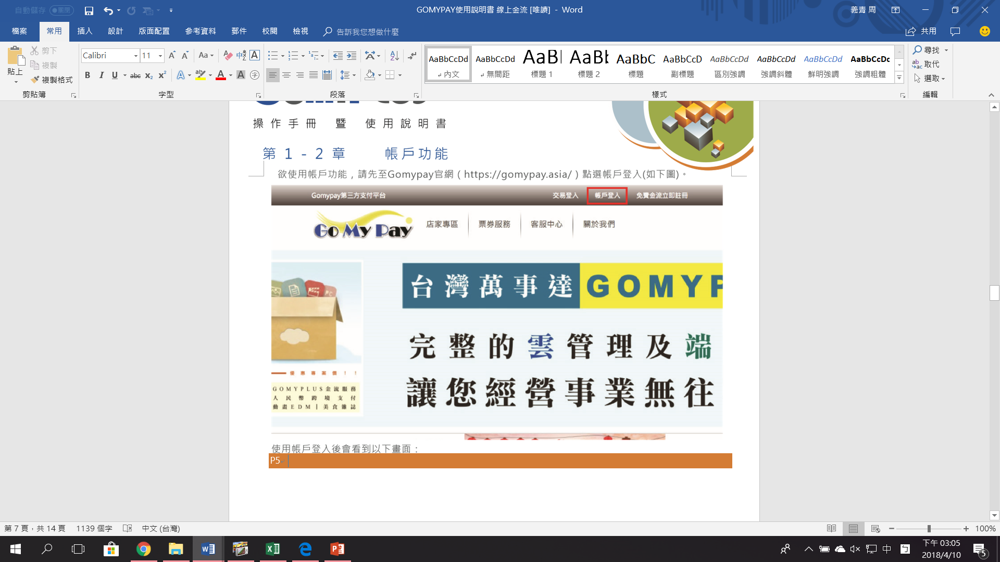 自動儲存 關閉
GOMYPAY使用說明書 線上金流 [唯讀] - Word
義青 周
檔案 常用 插入 設計 版面配置 參考資料 郵件 校閱 檢視 告訴我您想做什麼
共用
貼上
剪下
複製
複製格式
剪貼簿
Calibri 11
字型
段落
AaBbCcDd AaBbCcDd AaBl AaBb AaBbC AaBbCcD AaBbCcDd AaBbCcDd AaBbCcDd AaBbCcDc
內文 無間距 標題 1 標題 2 標題 副標題 區別強調 強調斜體 鮮明強調 強調粗體
樣式
尋找
取代
選取
編輯
操作手冊 暨 使用說明書
第1-2章 帳戶功能
欲使用帳戶功能，請先至Gomypay官網（https://gomypay.asia/）點選帳戶登入(如下圖)。
Gomypay第三方支付平台 交易登入 帳戶登入 免費金流立即註冊
Go My Pay 店家專區 票券服務 客服中心 關於我們
台灣萬事達 GOMYP
完整的雲管理及端
讓您經營事業無往
PC
優惠專案價！！
GOMYPLUS金流服務
人民幣跨境支付
動畫EDM｜美食雜誌
使用帳戶登入後會看到以下畫面：
P5
第 7 頁，共 14 頁 1139 個字 中文 (台灣)
100%
中
下午 03:05
2018/4/10
5